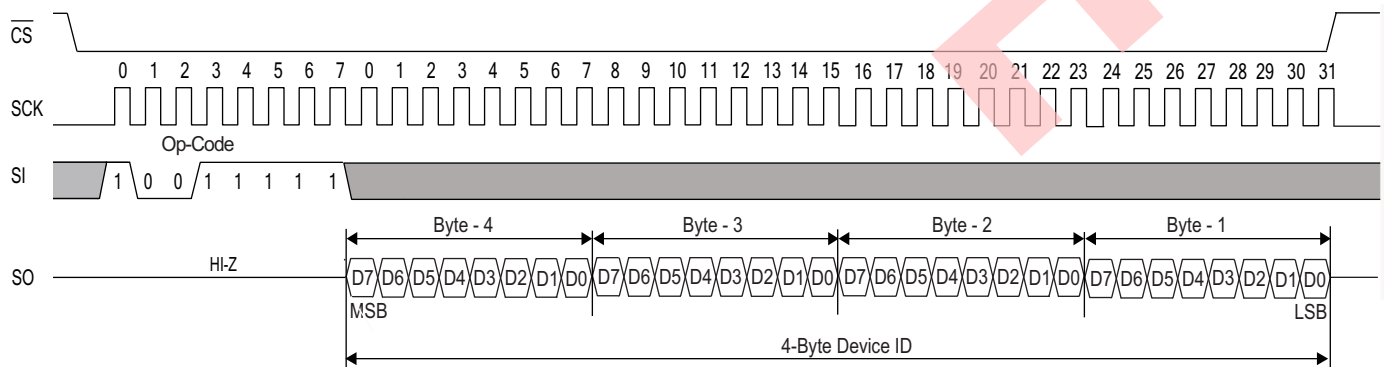 CS
0 1 2 3 4 5 6 7 0 1 2 3 4 5 6 7 8 9 10 11 12 13 14 15 16 17 18 19 20 21 22 23 24 25 26 27 28 29 30 31
SCK
Op-Code
SI 1 0 0 1 1 1 1 1
Byte - 4 Byte - 3 Byte - 2 Byte - 1
SO HI-Z D7 D6 D5 D4 D3 D2 D1 D0 D7 D6 D5 D4 D3 D2 D1 D0 D7 D6 D5 D4 D3 D2 D1 D0 D7 D6 D5 D4 D3 D2 D1 D0
MSB LSB
4-Byte Device ID